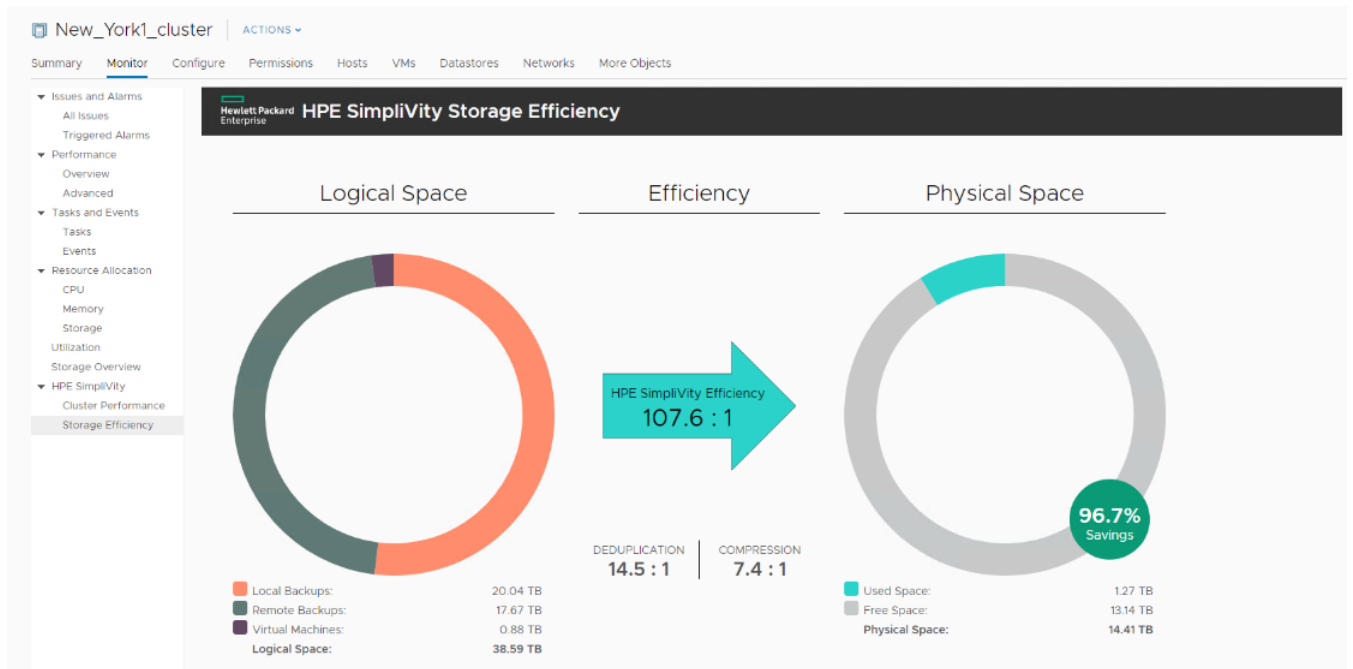 New_York1_cluster ACTIONS
Summary Monitor Configure Permissions Hosts VMs Datastores Networks More Objects
Issues and Alarms
All Issues
Triggered Alarms
Performance
Overview
Advanced
Tasks and Events
Tasks
Events
Resource Allocation
CPU
Memory
Storage
Utilization
Storage Overview
HPE SimpliVity
Cluster Performance
Storage Efficiency
Hewlett Packard
Enterprise
HPE SimpliVity Storage Efficiency
Logical Space
Local Backups: 20.04 TB
Remote Backups: 17.67 TB
Virtual Machines: 0.88 TB
Logical Space: 38.59 TB
Efficiency
HPE SimpliVity Efficiency
107.6 : 1
DEDUPLICATION
14.5 : 1
COMPRESSION
7.4 : 1
Physical Space
96.7%
Savings
Used Space: 1.27 TB
Free Space: 13.14 TB
Physical Space: 14.41 TB